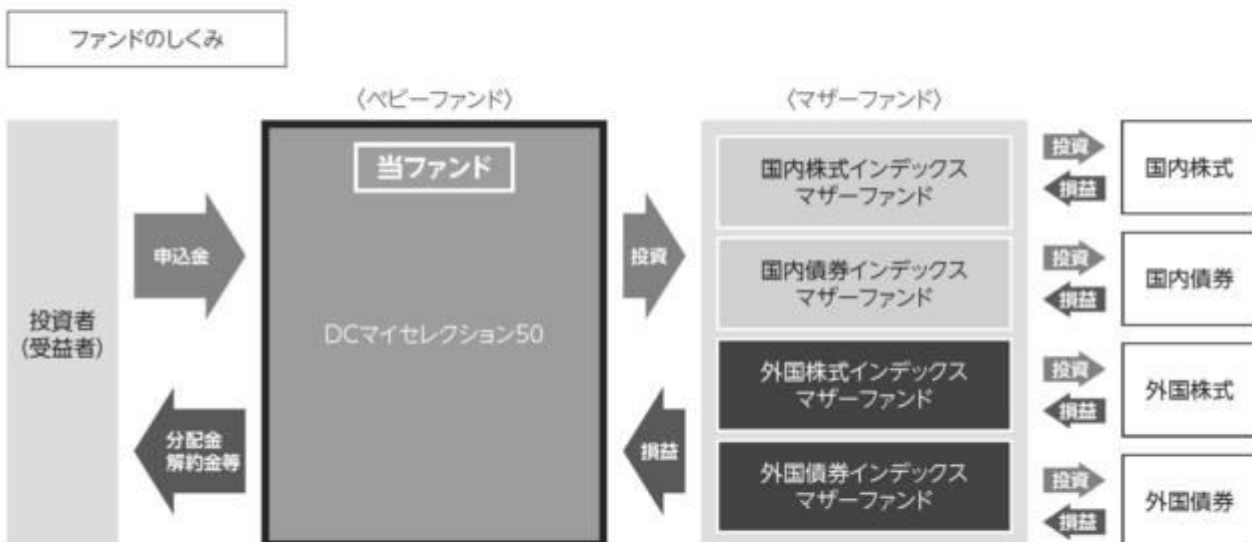 ファンドのしくみ
〈ベビーファンド〉
〈マザーファンド〉
投資者
(受益者)
申込金
分配金
解約金等
当ファンド
DCマイセレクション50
投資
損益
国内株式インデックス
マザーファンド
投資
損益
国内株式
国内債券インデックス
マザーファンド
投資
損益
国内債券
外国株式インデックス
マザーファンド
投資
損益
外国株式
外国債券インデックス
マザーファンド
投資
損益
外国債券